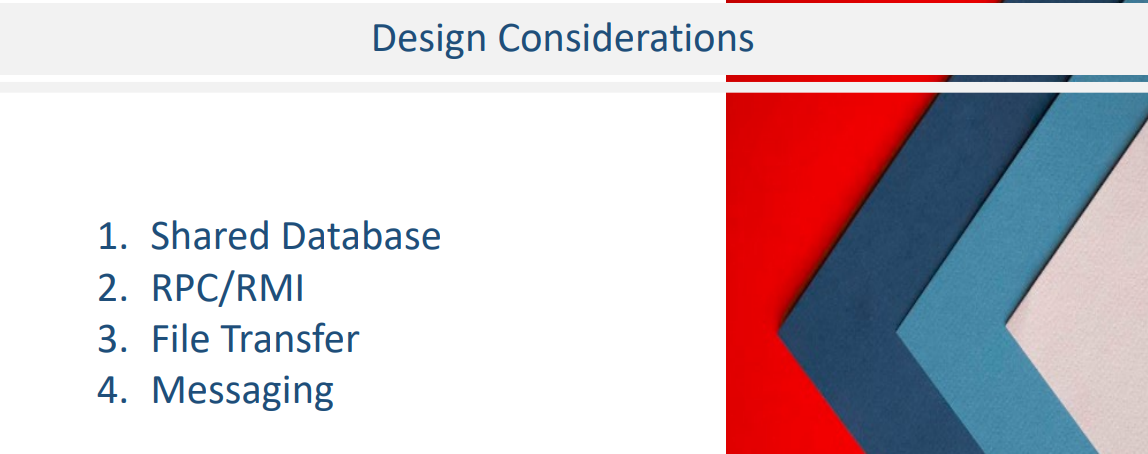 Design Considerations
1. Shared Database
2. RPC/RMI
3. File Transfer
4. Messaging